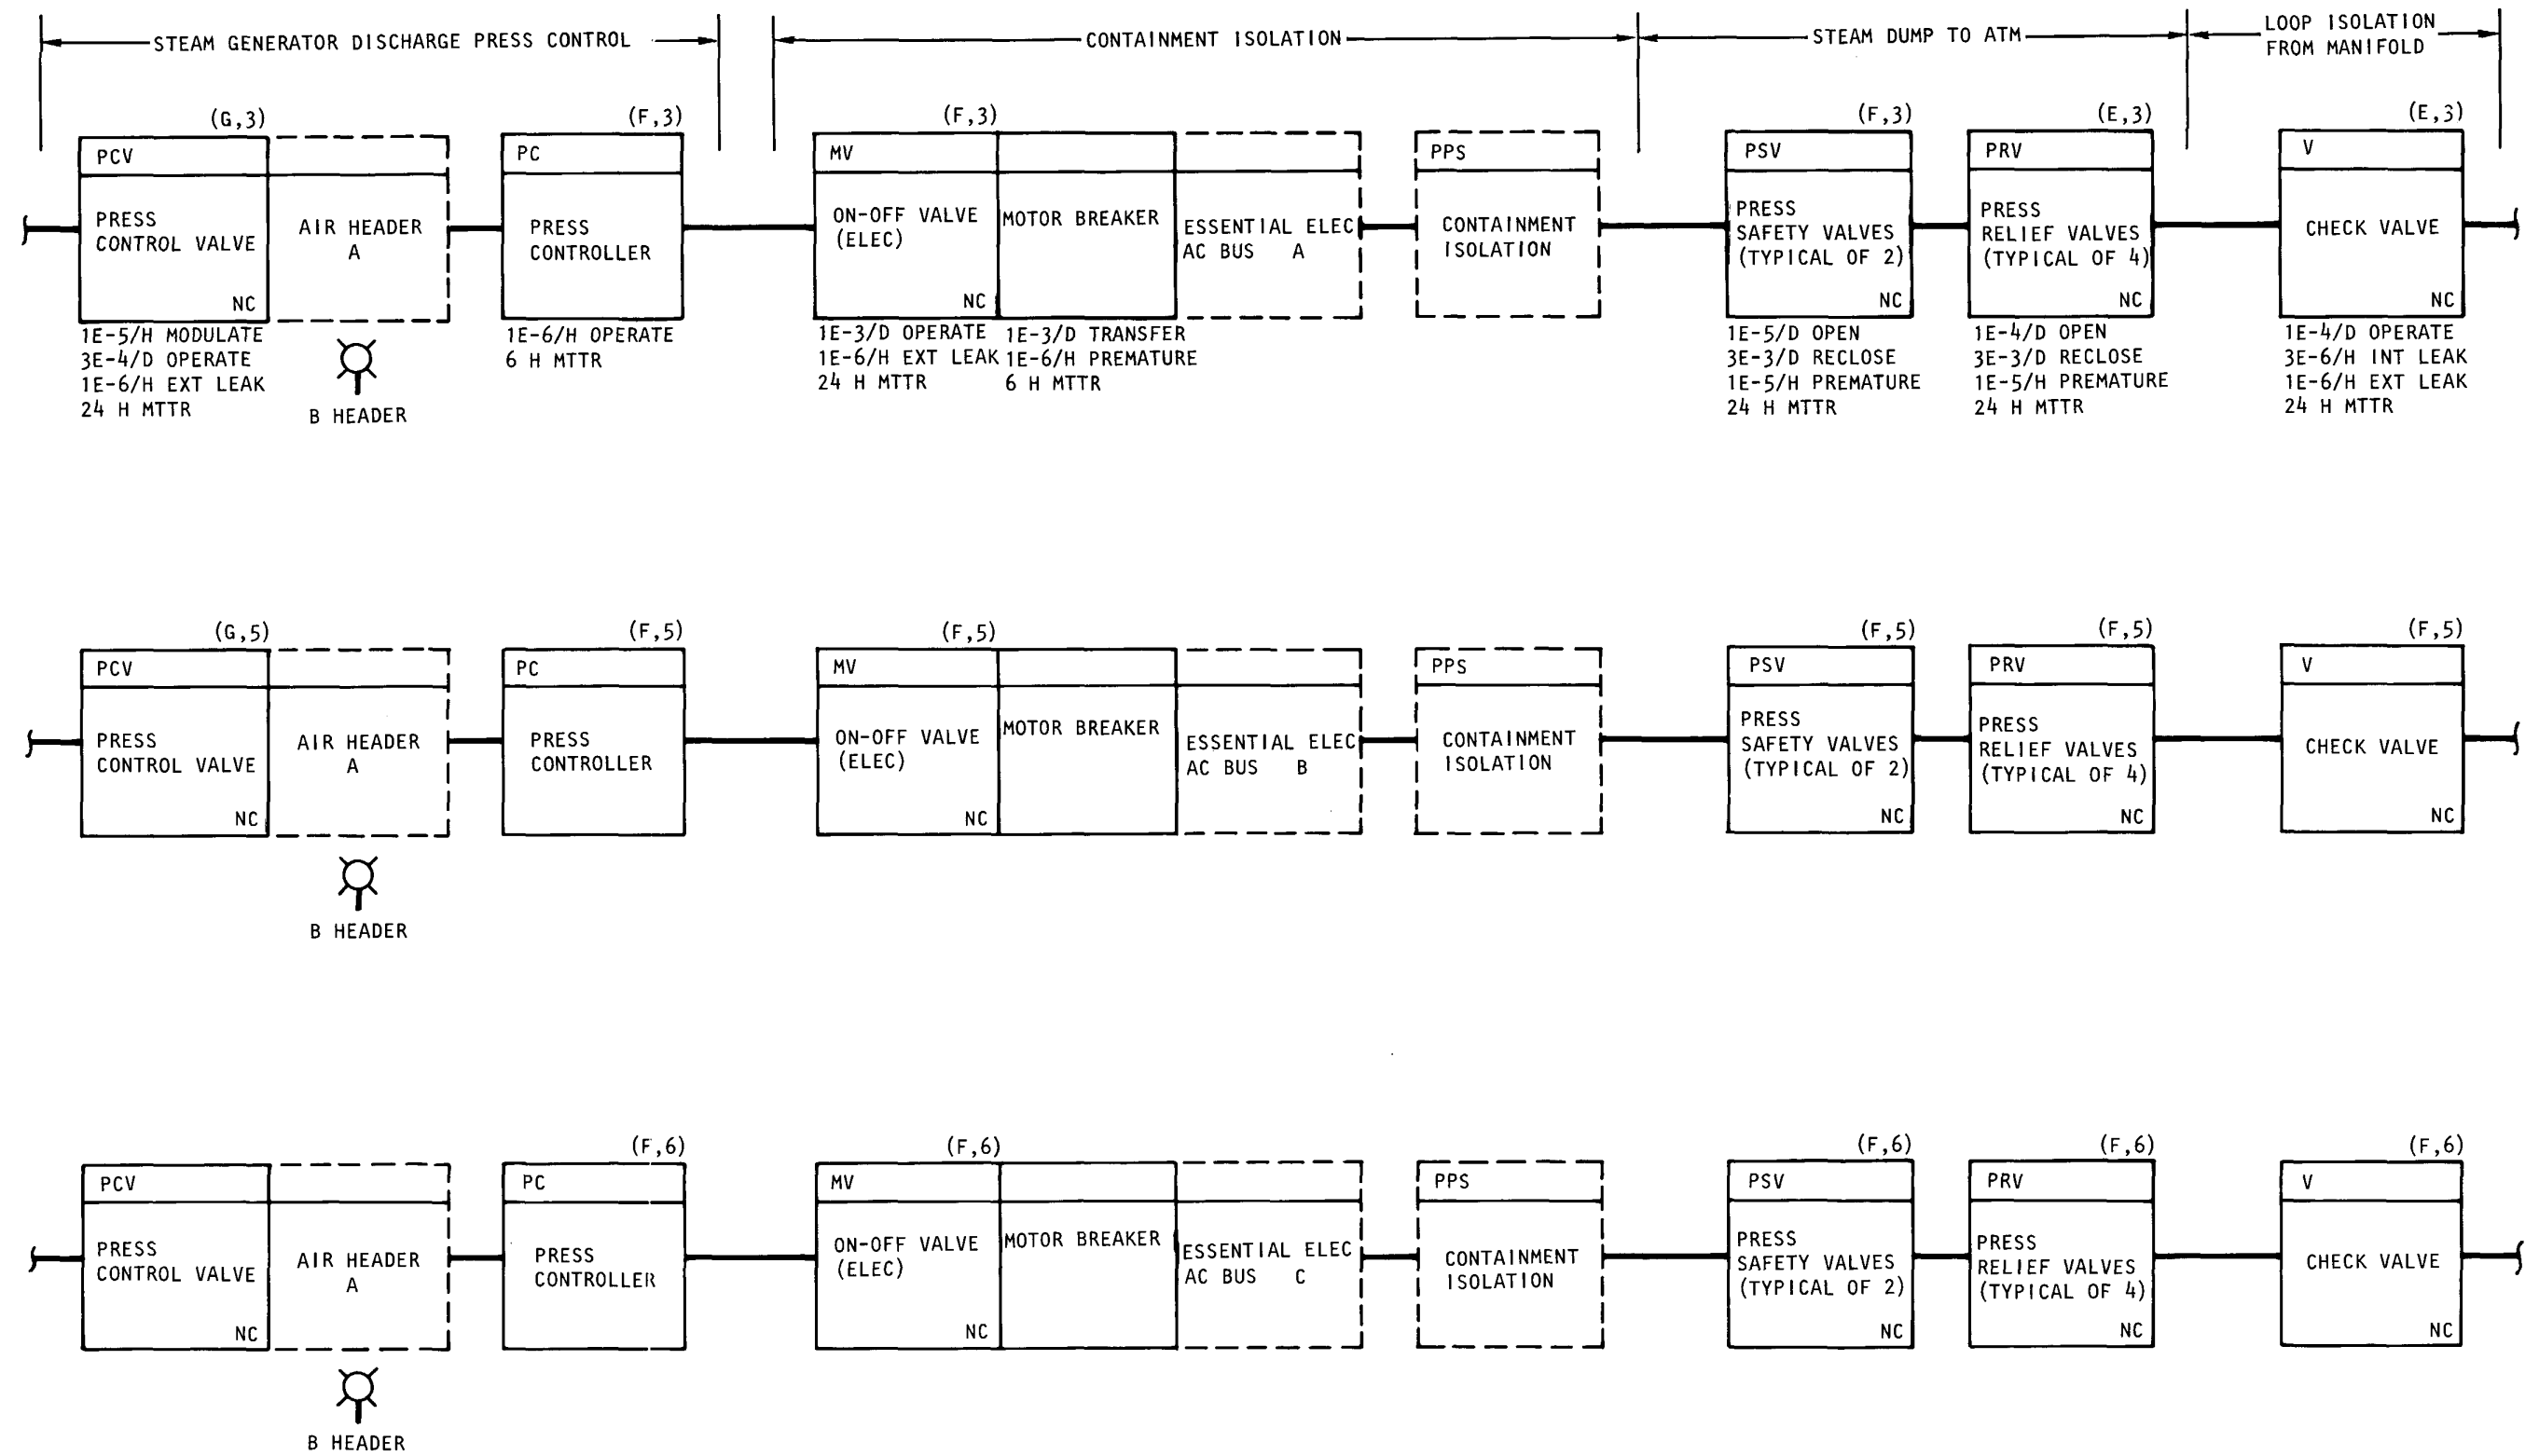 STEAM GENERATOR DISCHARGE PRESS CONTROL
CONTAINMENT ISOLATION
STEAM DUMP TO ATM
LOOP ISOLATION
FROM MANIFOLD
(G,3)
PCV
PRESS
CONTROL VALVE
NC
1E-5/H MODULATE
3E-4/D OPERATE
1E-6/H EXT LEAK
24 H MTTR
AIR HEADER
A
B HEADER
(F,3)
PC
PRESS
CONTROLLER
1E-6/H OPERATE
6 H MTTR
(F,3)
MV
ON-OFF VALVE
(ELEC)
NC
1E-3/D OPERATE
1E-6/H EXT LEAK
24 H MTTR
MOTOR BREAKER
1E-3/D TRANSFER
1E-6/H PREMATURE
6 H MTTR
ESSENTIAL ELEC
AC BUS A
PPS
CONTAINMENT
ISOLATION
(F,3)
PSV
PRESS
SAFETY VALVES
(TYPICAL OF 2)
NC
1E-5/D OPEN
3E-3/D RECLOSE
1E-5/H PREMATURE
24 H MTTR
(E,3)
PRV
PRESS
RELIEF VALVES
(TYPICAL OF 4)
NC
1E-4/D OPEN
3E-3/D RECLOSE
1E-5/H PREMATURE
24 H MTTR
(E,3)
V
CHECK VALVE
NC
1E-4/D OPERATE
3E-6/H INT LEAK
1E-6/H EXT LEAK
24 H MTTR
(G,5)
PCV
PRESS
CONTROL VALVE
NC
AIR HEADER
A
B HEADER
(F,5)
PC
PRESS
CONTROLLER
(F,5)
MV
ON-OFF VALVE
(ELEC)
NC
MOTOR BREAKER
ESSENTIAL ELEC
AC BUS B
PPS
CONTAINMENT
ISOLATION
(F,5)
PSV
PRESS
SAFETY VALVES
(TYPICAL OF 2)
NC
(F,5)
PRV
PRESS
RELIEF VALVES
(TYPICAL OF 4)
NC
(F,5)
V
CHECK VALVE
NC
PCV
PRESS
CONTROL VALVE
NC
AIR HEADER
A
B HEADER
(F,6)
PC
PRESS
CONTROLLER
(F,6)
MV
ON-OFF VALVE
(ELEC)
NC
MOTOR BREAKER
ESSENTIAL ELEC
AC BUS C
PPS
CONTAINMENT
ISOLATION
(F,6)
PSV
PRESS
SAFETY VALVES
(TYPICAL OF 2)
NC
(F,6)
PRV
PRESS
RELIEF VALVES
(TYPICAL OF 4)
NC
(F,6)
V
CHECK VALVE
NC